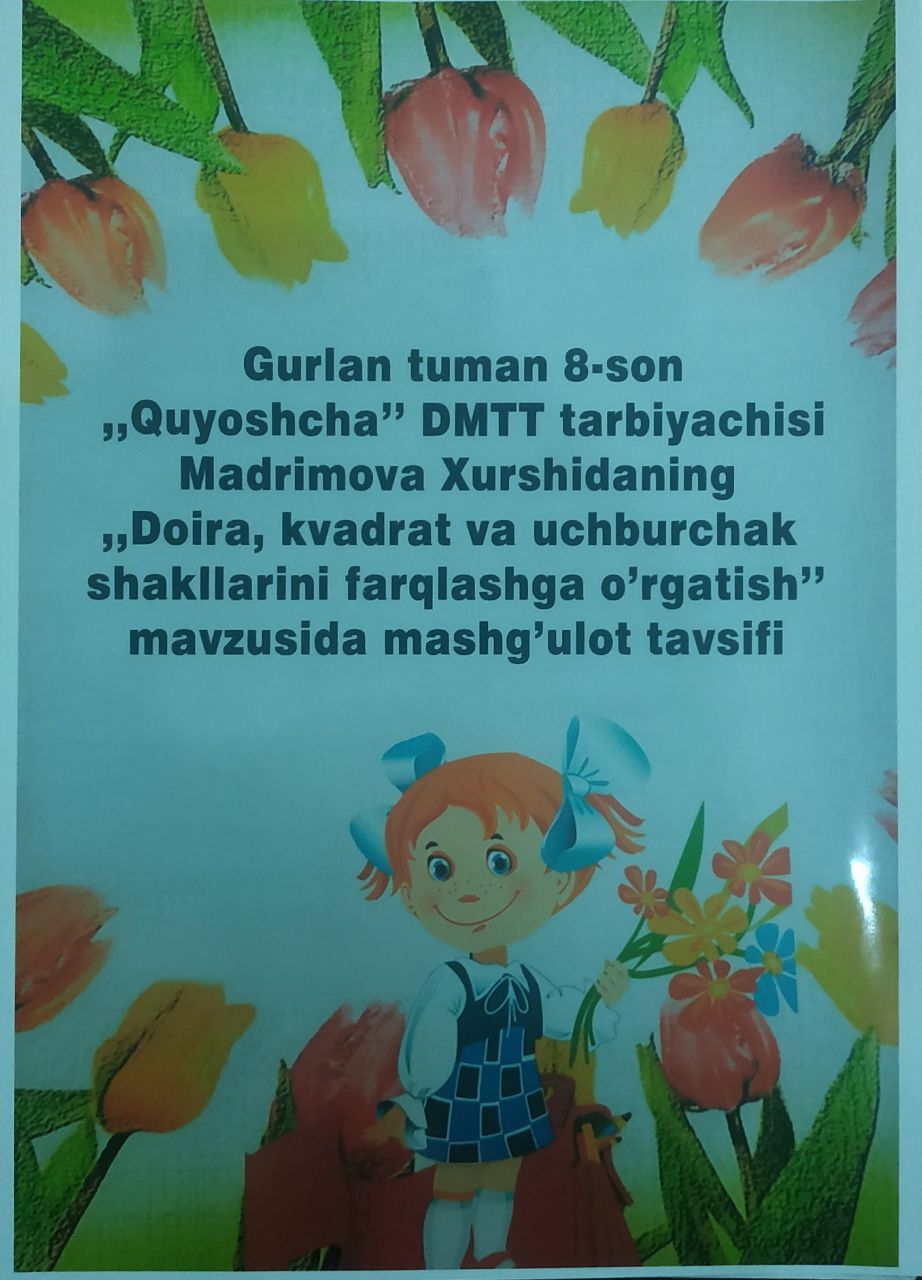 Gurlan tuman 8-son
,,Quyoshcha’’ DMTT tarbiyachisi
Madrimova Xurshidaning
,,Doira, kvadrat va uchburchak
shakllarini farqlashga o’rgatish’’
mavzusida mashg’ulot tavsifi